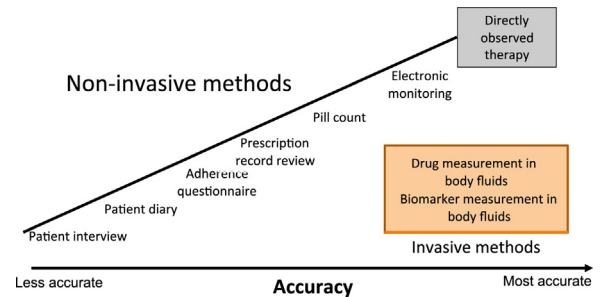 Directly
observed
therapy
Non-invasive methods
Electronic
monitoring
Pill count
Prescription
record review
Adherence
questionnaire
Patient diary
Patient interview
Drug measurement in
body fluids
Biomarker measurement in
body fluids
Invasive methods
Less accurate
Accuracy
Most accurate